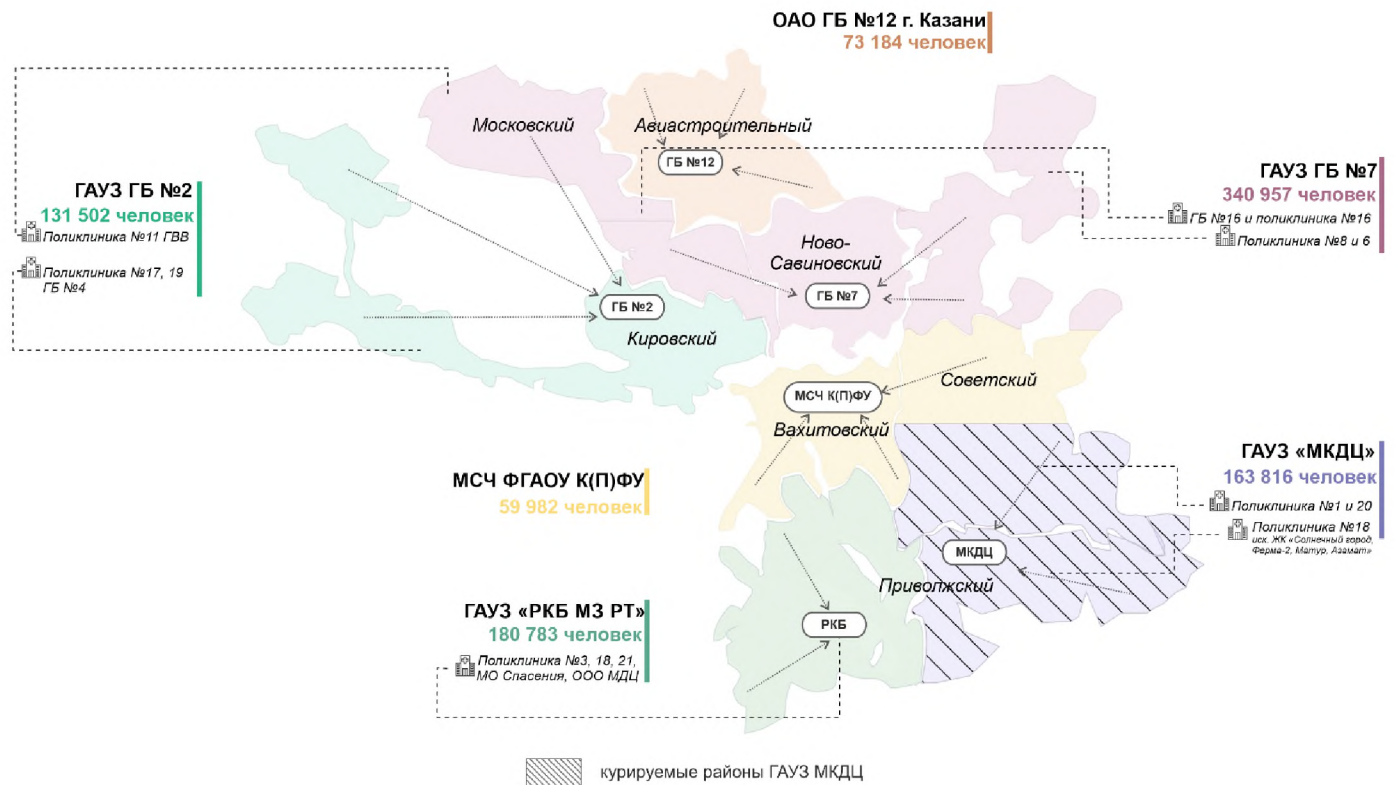 ОАО ГБ №12 г. Казани
73 184 человек
Московский
Авиастроительный
ГБ №12
ГАУЗ ГБ №2
131 502 человек
Поликлиника №11 ГВВ
Поликлиника №17, 19
ГБ №4
ГАУЗ ГБ №7
340 957 человек
ГБ №16 и поликлиника №16
Поликлиника №8 и 6
Ново-
Савиновский
ГБ №7
ГБ №2
Кировский
Советский
МСЧ К(П)ФУ
Вахитовский
МСЧ ФГАОУ К(П)ФУ
59 982 человек
ГАУЗ «МКДЦ»
163 816 человек
Поликлиника №1 и 20
Поликлиника №18
иск. ЖК «Солнечный город,
Ферма-2, Матур, Азамат»
МКДЦ
Приволжский
ГАУЗ «РКБ МЗ РТ»
180 783 человек
Поликлиника №3, 18, 21,
МО Спасения, ООО МДЦ
РКБ
курируемые районы ГАУЗ МКДЦ